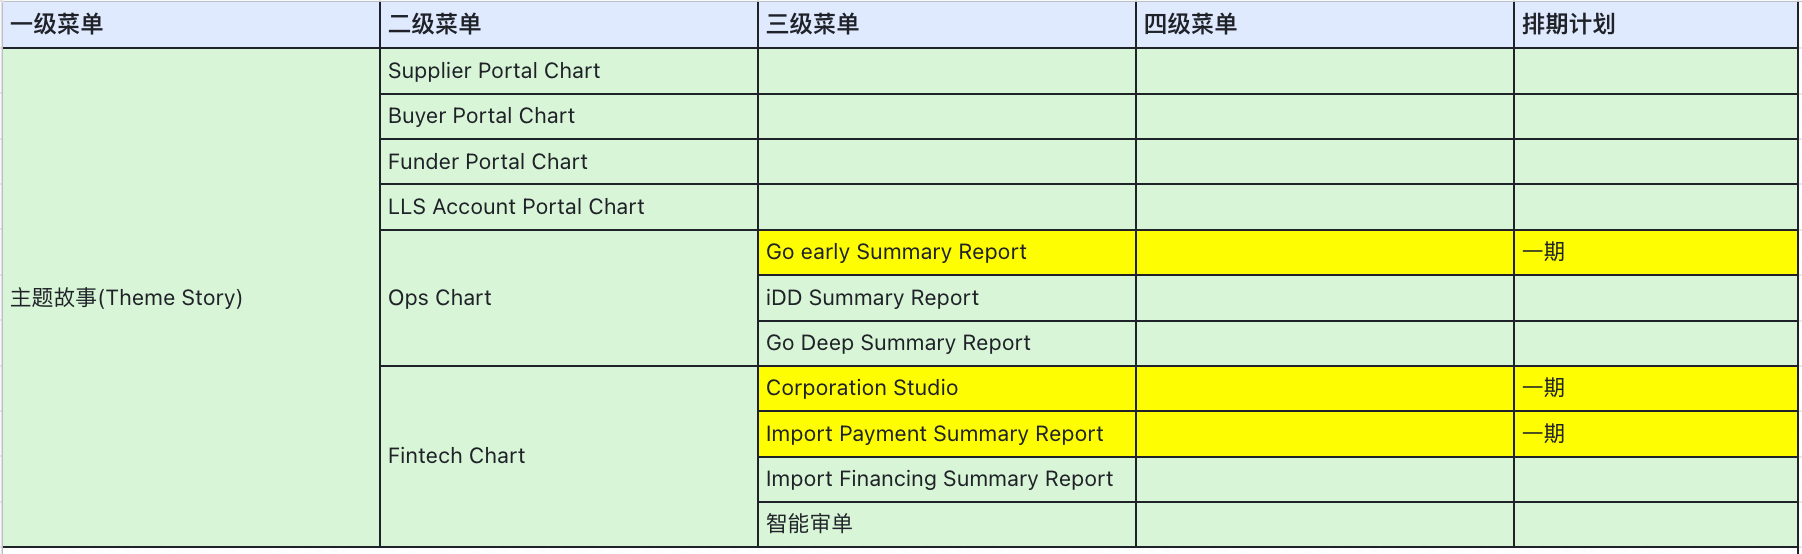 一级菜单 二级菜单 三级菜单 四级菜单 排期计划
Supplier Portal Chart
Buyer Portal Chart
Funder Portal Chart
LLS Account Portal Chart
Go early Summary Report 一期
主题故事(Theme Story) Ops Chart iDD Summary Report
Go Deep Summary Report
Corporation Studio 一期
Import Payment Summary Report 一期
Fintech Chart
Import Financing Summary Report
智能审单